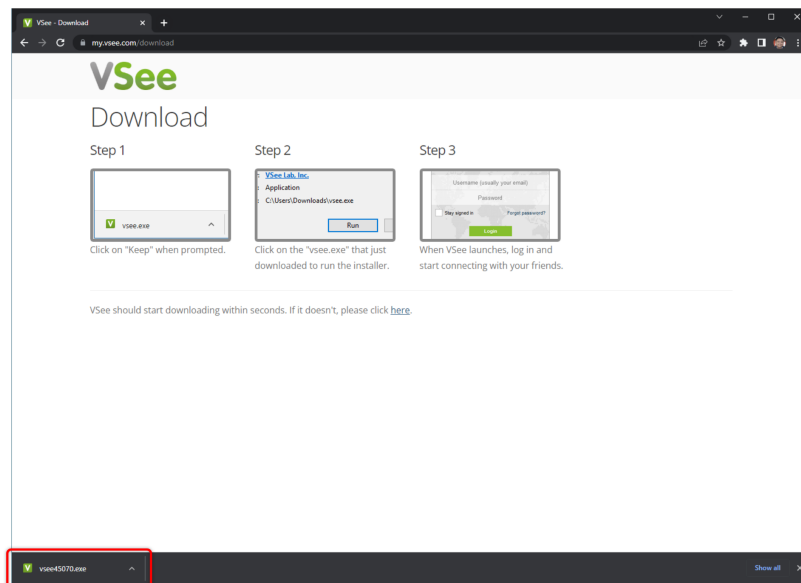 VSee - Download
my.vsee.com/download
VSee
Download
Step 1
Step 2
Step 3
vsee.exe
VSee Lab, Inc.
Application
C:\Users\Downloads\vsee.exe
Run
Username (usually your email)
Password
Stay signed in
Forgot password?
Login
Click on "Keep" when prompted.
Click on the "vsee.exe" that just
downloaded to run the installer.
When VSee launches, log in and
start connecting with your friends.
VSee should start downloading within seconds. If it doesn't, please click here.
vsee45070.exe
Show all